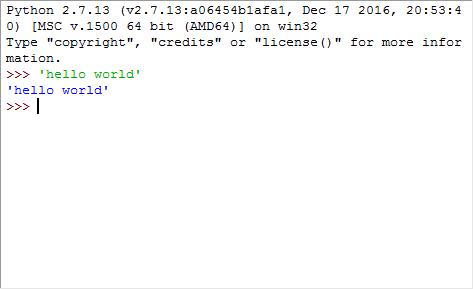 Python 2.7.13 (v2.7.13:a06454b1afa1, Dec 17 2016, 20:53:4
0) [MSC v.1500 64 bit (AMD64)] on win32
Type "copyright", "credits" or "license()" for more infor
mation.
>>> 'hello world'
'hello world'
>>>